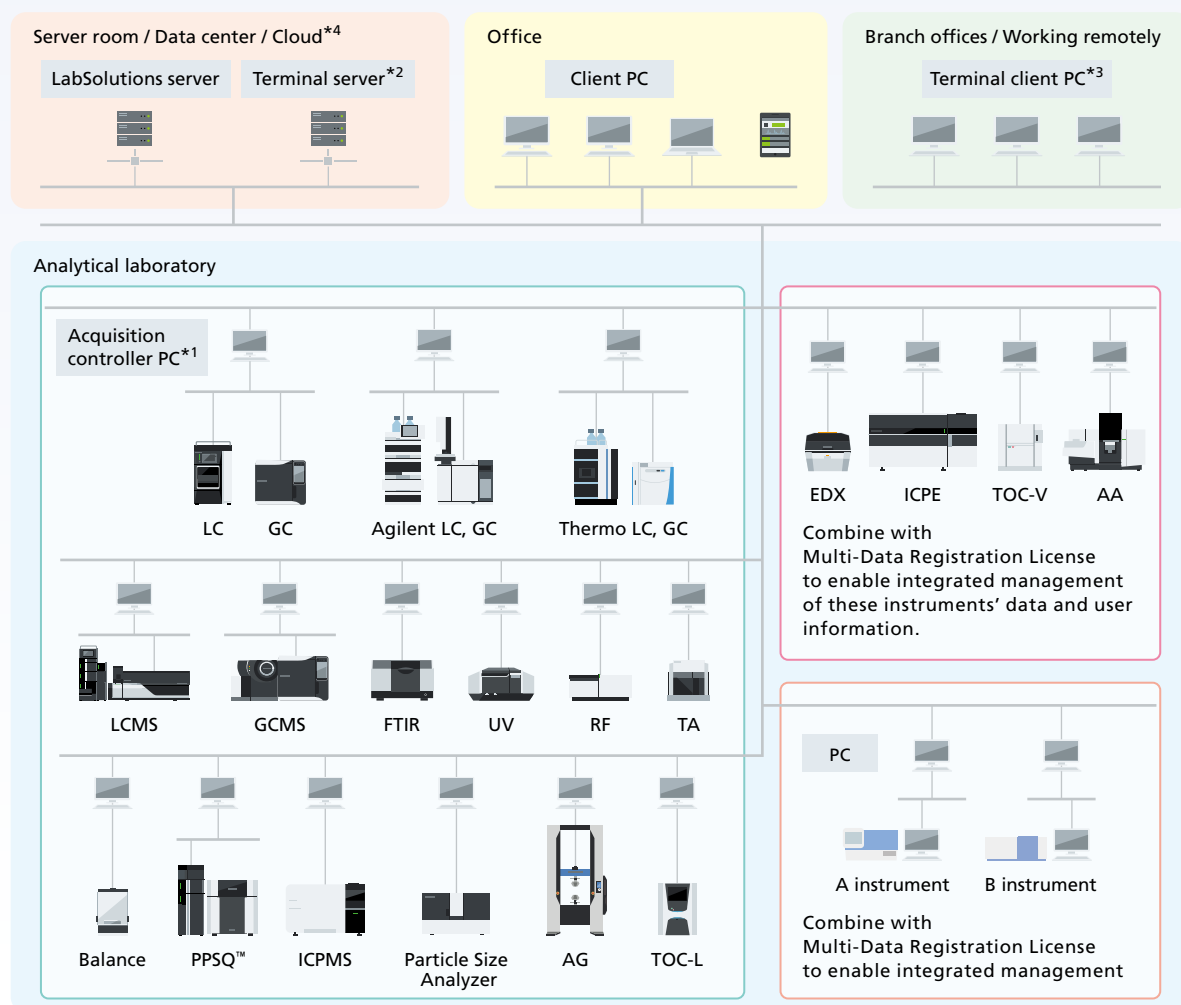 Server room / Data center / Cloud*4
LabSolutions server
Terminal server*2
Office
Client PC
Branch offices / Working remotely
Terminal client PC*3
Analytical laboratory
Acquisition
controller PC*1
LC
GC
Agilent LC, GC
Thermo LC, GC
LCMS
GCMS
FTIR
UV
RF
TA
Balance
PPSQ™
ICPMS
Particle Size
Analyzer
AG
TOC-L
EDX
ICPE
TOC-V
AA
Combine with
Multi-Data Registration License
to enable integrated management
of these instruments’ data and user
information.
PC
A instrument
B instrument
Combine with
Multi-Data Registration License
to enable integrated management